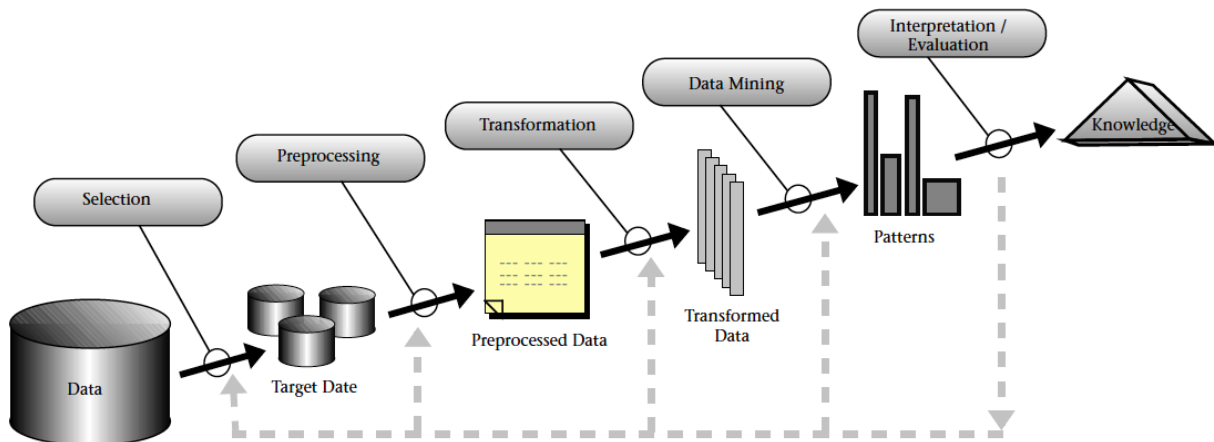 Interpretation /
Evaluation
Data Mining
Knowledge
Transformation
Preprocessing
Selection
Patterns
Transformed
Data
Preprocessed Data
Target Date
Data